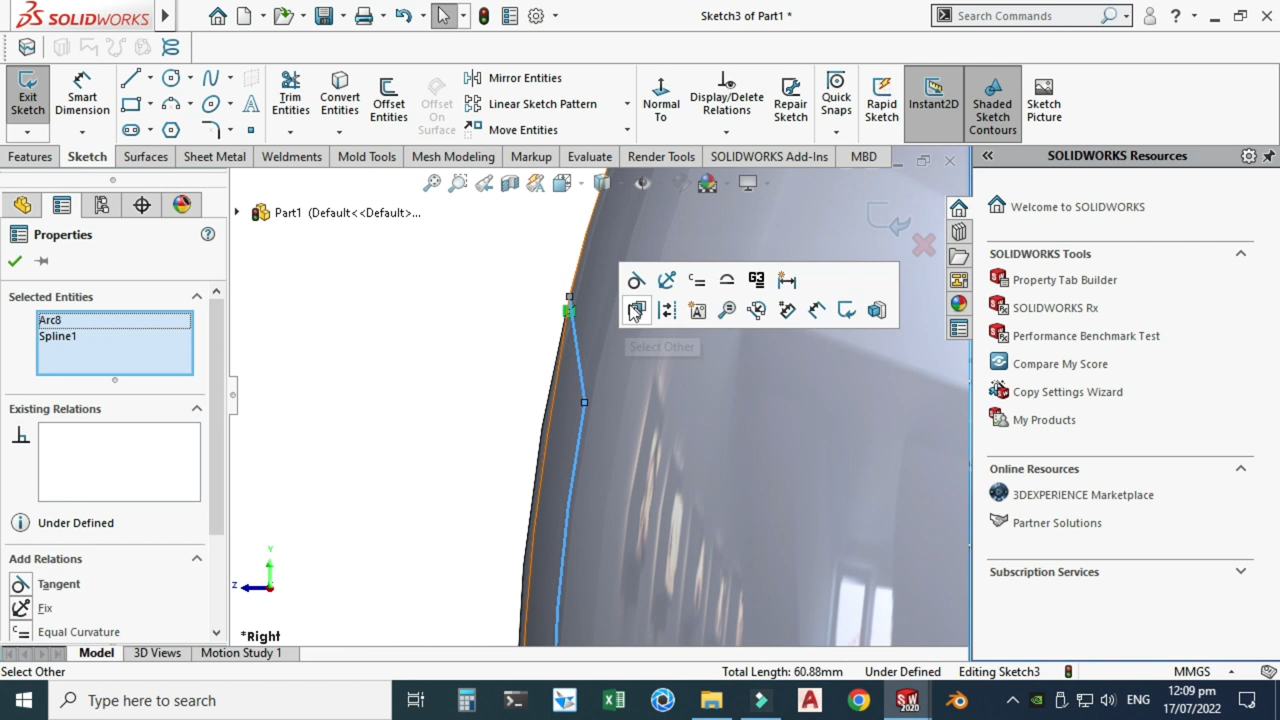 SOLIDWORKS
Sketch3 of Part1 *
Search Commands
Exit Sketch
Smart Dimension
Trim Entities
Convert Entities
Offset Entities
Offset On Surface
Mirror Entities
Linear Sketch Pattern
Move Entities
Normal To
Display/Delete Relations
Repair Sketch
Quick Snaps
Rapid Sketch
Instant2D
Shaded Sketch Contours
Sketch Picture
Features
Sketch
Surfaces
Sheet Metal
Weldments
Mold Tools
Mesh Modeling
Markup
Evaluate
Render Tools
SOLIDWORKS Add-Ins
MBD
SOLIDWORKS Resources
Part1 (Default<<Default>...
Properties
Selected Entities
Arc8
Spline1
Existing Relations
Under Defined
Add Relations
Tangent
Fix
Equal Curvature
G3
Select Other
Y
Z
*Right
Welcome to SOLIDWORKS
SOLIDWORKS Tools
Property Tab Builder
SOLIDWORKS Rx
Performance Benchmark Test
Compare My Score
Copy Settings Wizard
My Products
Online Resources
3DEXPERIENCE Marketplace
Partner Solutions
Subscription Services
Model
3D Views
Motion Study 1
Select Other
Total Length: 60.88mm
Under Defined
Editing Sketch3
MMGS
Type here to search
SW 2020
ENG
12:09 pm
17/07/2022